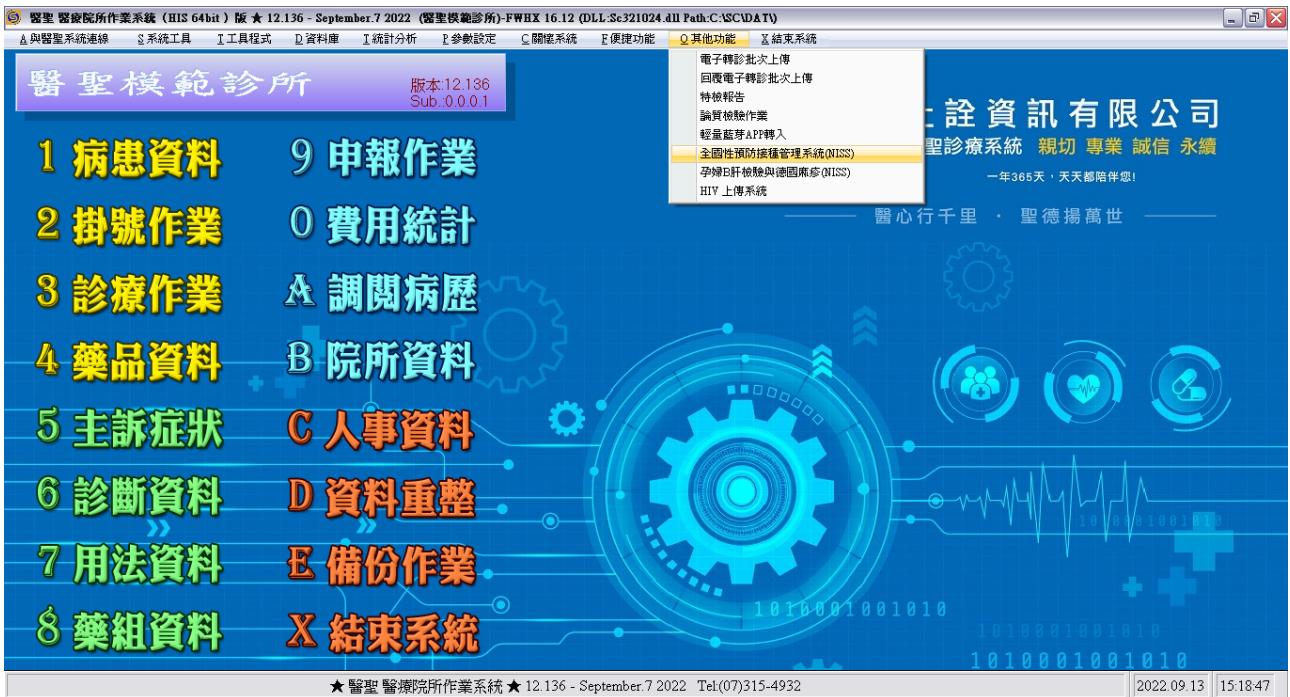 醫聖 醫療院所作業系統 (HIS 64bit ) 版 ★ 12.136 - September.7 2022 (醫聖模範診所)-FWHX 16.12 (DLL:Sc321024.dll Path:C:\SC\DAT\)
A 與醫聖系統連線 S 系統工具 I 工具程式 D 資料庫 T 統計分析 P 參數設定 C 關懷系統 F 便捷功能 O 其他功能 X 結束系統
電子轉診批次上傳
回覆電子轉診批次上傳
特檢報告
論質檢驗作業
輕量藍芽APP轉入
全國性預防接種管理系統(NISS)
孕婦B肝檢驗與德國麻疹(NISS)
HIV 上傳系統
醫聖模範診所
版本:12.136
Sub.:0.0.0.1
詮資訊有限公司
聖診療系統 親切 專業 誠信 永續
一年365天,天天都陪伴您!
醫心行千里 · 聖德揚萬世
1 病患資料 9 申報作業
2 掛號作業 0 費用統計
3 診療作業 A 調閱病歷
4 藥品資料 B 院所資料
5 主訴症狀 C 人事資料
6 診斷資料 D 資料重整
7 用法資料 E 備份作業
8 藥組資料 X 結束系統
1010001001010
1010001001010
1010001001010
★ 醫聖 醫療院所作業系統 ★ 12.136 - September.7 2022 Tel:(07)315-4932
2022.09.13 15:18:47